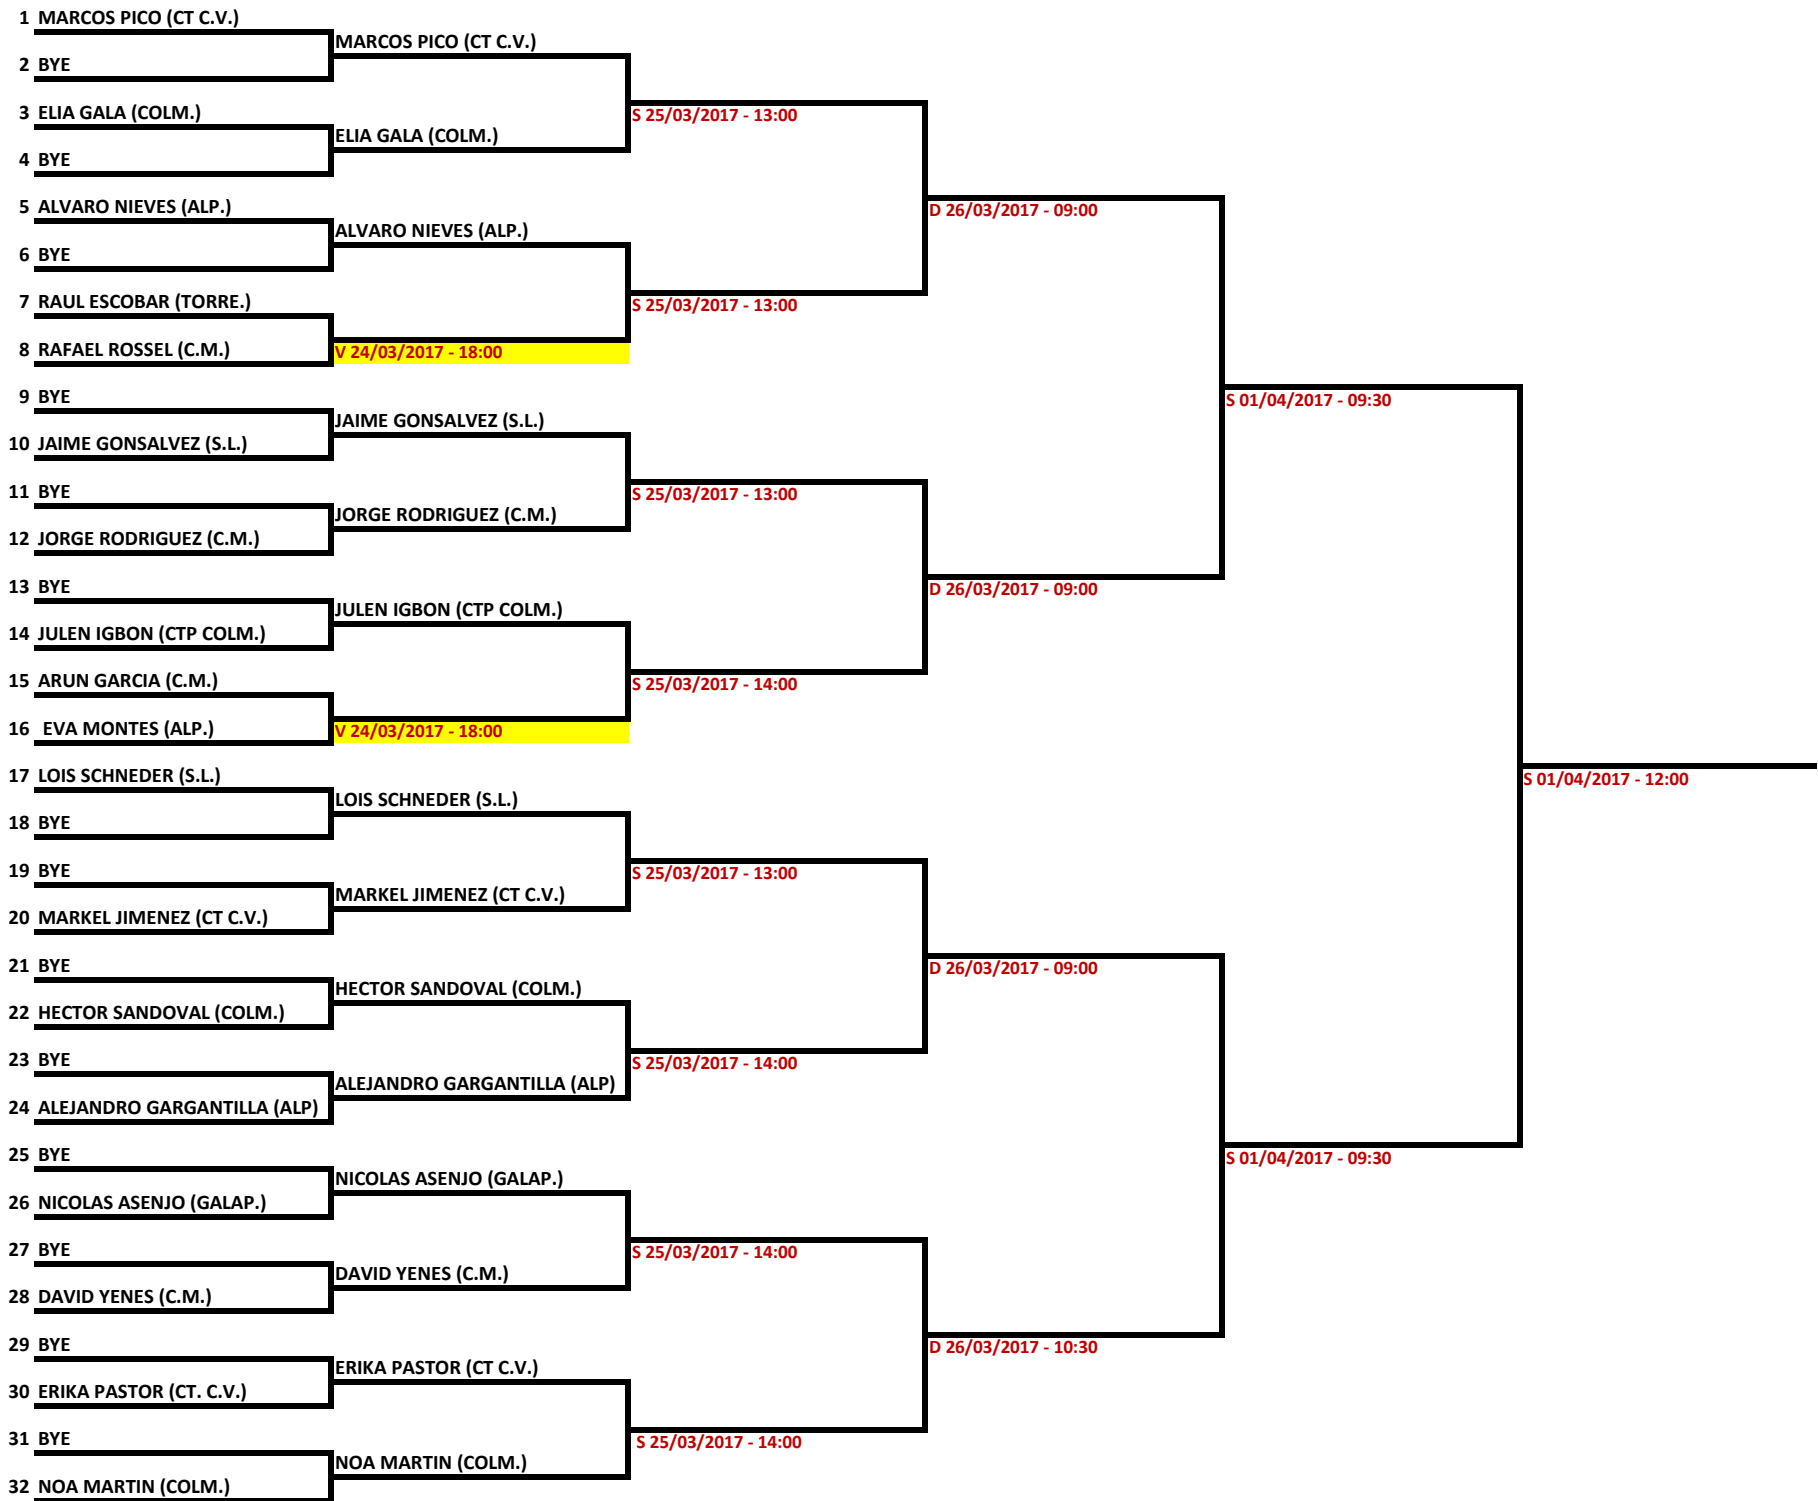 1 MARCOS PICO (CT C.V.)
MARCOS PICO (CT C.V.)
2 BYE
3 ELIA GALA (COLM.)
S 25/03/2017 - 13:00
ELIA GALA (COLM.)
4 BYE
5 ALVARO NIEVES (ALP.)
D 26/03/2017 - 09:00
ALVARO NIEVES (ALP.)
6 BYE
7 RAUL ESCOBAR (TORRE.)
S 25/03/2017 - 13:00
8 RAFAEL ROSSEL (C.M.)
V 24/03/2017 - 18:00
9 BYE
S 01/04/2017 - 09:30
JAIME GONSALVEZ (S.L.)
10 JAIME GONSALVEZ (S.L.)
11 BYE
S 25/03/2017 - 13:00
JORGE RODRIGUEZ (C.M.)
12 JORGE RODRIGUEZ (C.M.)
13 BYE
D 26/03/2017 - 09:00
JULEN IGBON (CTP COLM.)
14 JULEN IGBON (CTP COLM.)
15 ARUN GARCIA (C.M.)
S 25/03/2017 - 14:00
16 EVA MONTES (ALP.)
V 24/03/2017 - 18:00
17 LOIS SCHNEDER (S.L.)
S 01/04/2017 - 12:00
LOIS SCHNEDER (S.L.)
18 BYE
19 BYE
S 25/03/2017 - 13:00
MARKEL JIMENEZ (CT C.V.)
20 MARKEL JIMENEZ (CT C.V.)
21 BYE
D 26/03/2017 - 09:00
HECTOR SANDOVAL (COLM.)
22 HECTOR SANDOVAL (COLM.)
23 BYE
S 25/03/2017 - 14:00
ALEJANDRO GARGANTILLA (ALP)
24 ALEJANDRO GARGANTILLA (ALP)
25 BYE
S 01/04/2017 - 09:30
NICOLAS ASENJO (GALAP.)
26 NICOLAS ASENJO (GALAP.)
27 BYE
S 25/03/2017 - 14:00
DAVID YENES (C.M.)
28 DAVID YENES (C.M.)
29 BYE
D 26/03/2017 - 10:30
ERIKA PASTOR (CT C.V.)
30 ERIKA PASTOR (CT. C.V.)
31 BYE
S 25/03/2017 - 14:00
NOA MARTIN (COLM.)
32 NOA MARTIN (COLM.)